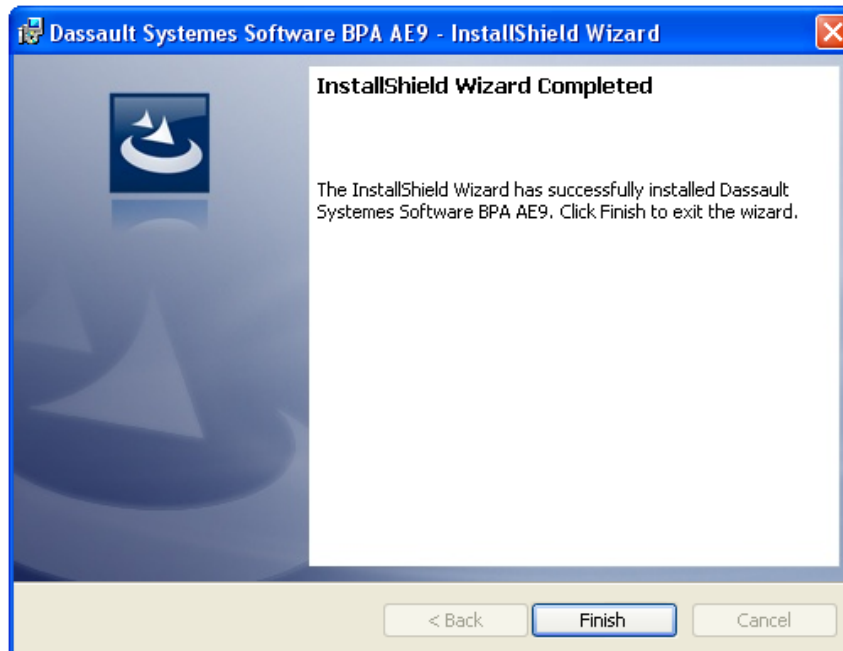 Dassault Systemes Software BPA AE9 - InstallShield Wizard
InstallShield Wizard Completed
The InstallShield Wizard has successfully installed Dassault
Systemes Software BPA AE9. Click Finish to exit the wizard.
< Back Finish Cancel